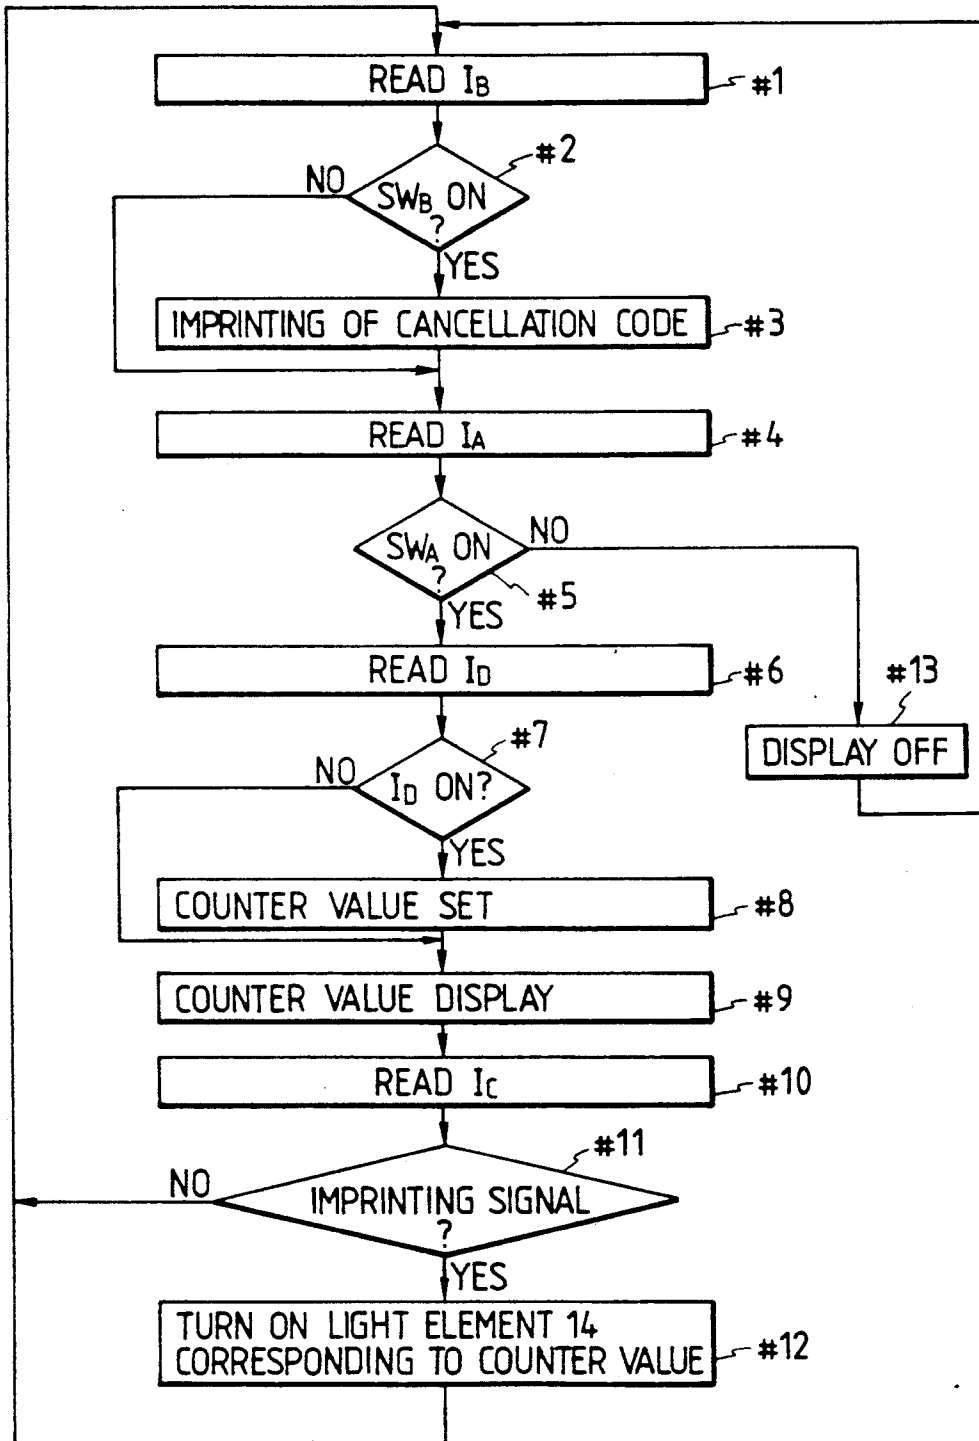 READ IB
#1
#2
NO
SWB ON
?
YES
IMPRINTING OF CANCELLATION CODE
#3
READ IA
#4
SWA ON
?
NO
#5
YES
READ ID
#6
#13
DISPLAY OFF
#7
NO
ID ON?
YES
COUNTER VALUE SET
#8
COUNTER VALUE DISPLAY
#9
READ IC
#10
#11
NO
IMPRINTING SIGNAL
?
YES
TURN ON LIGHT ELEMENT 14
CORRESPONDING TO COUNTER VALUE
#12